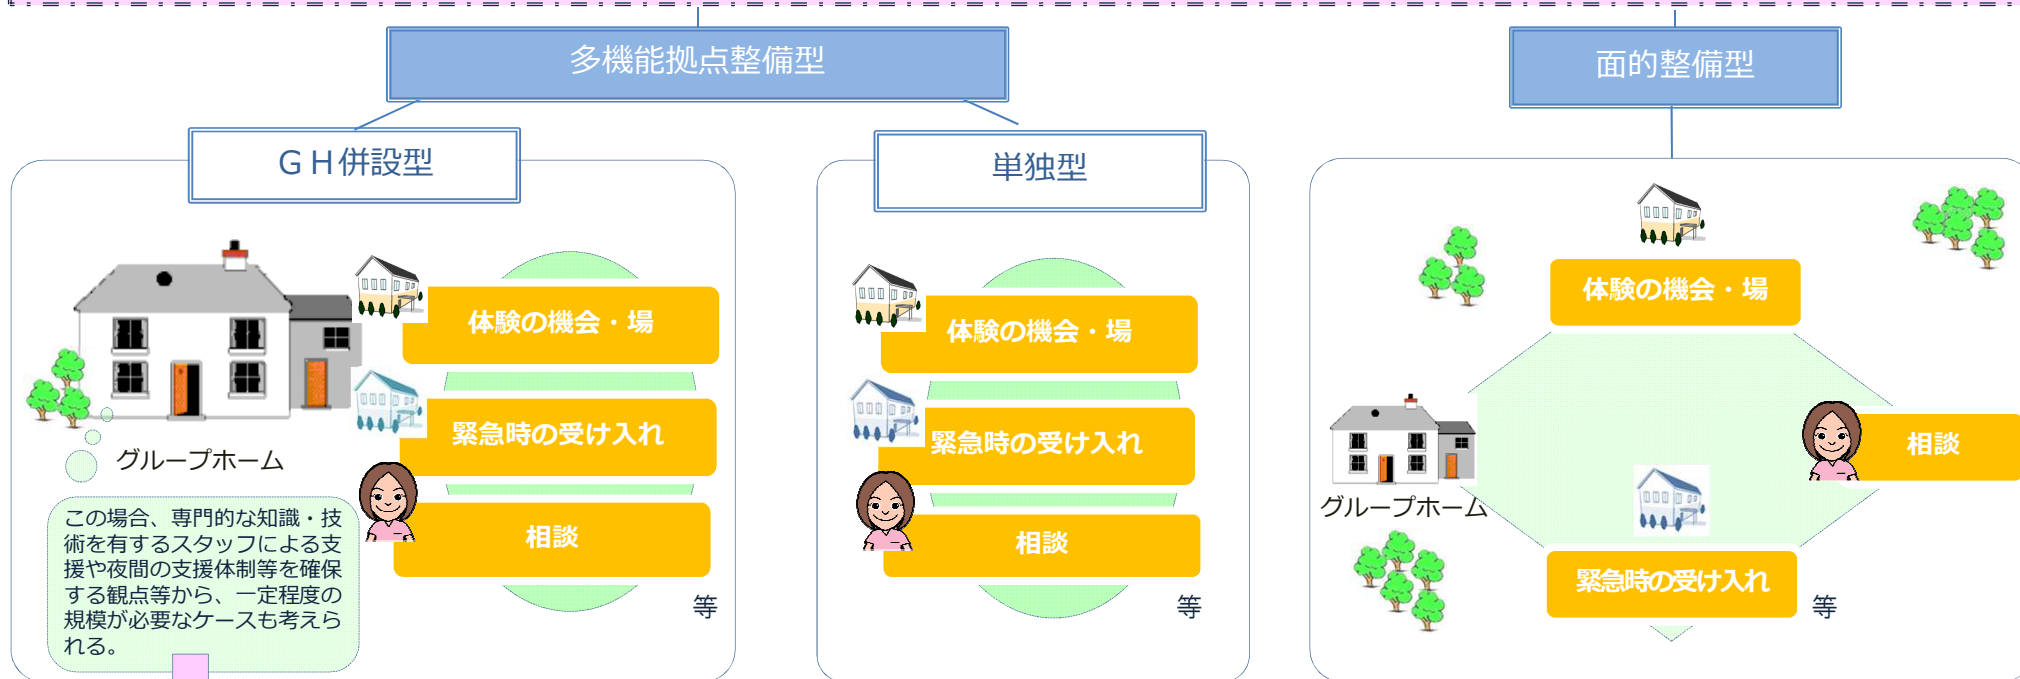 多機能拠点整備型
面的整備型
ＧＨ併設型
単独型
体験の機会・場
緊急時の受け入れ
相談
等
グループホーム
この場合、専門的な知識・技
術を有するスタッフによる支
援や夜間の支援体制等を確保
する観点等から、一定程度の
規模が必要なケースも考えら
れる。
体験の機会・場
緊急時の受け入れ
相談
等
体験の機会・場
グループホーム
相談
緊急時の受け入れ
等